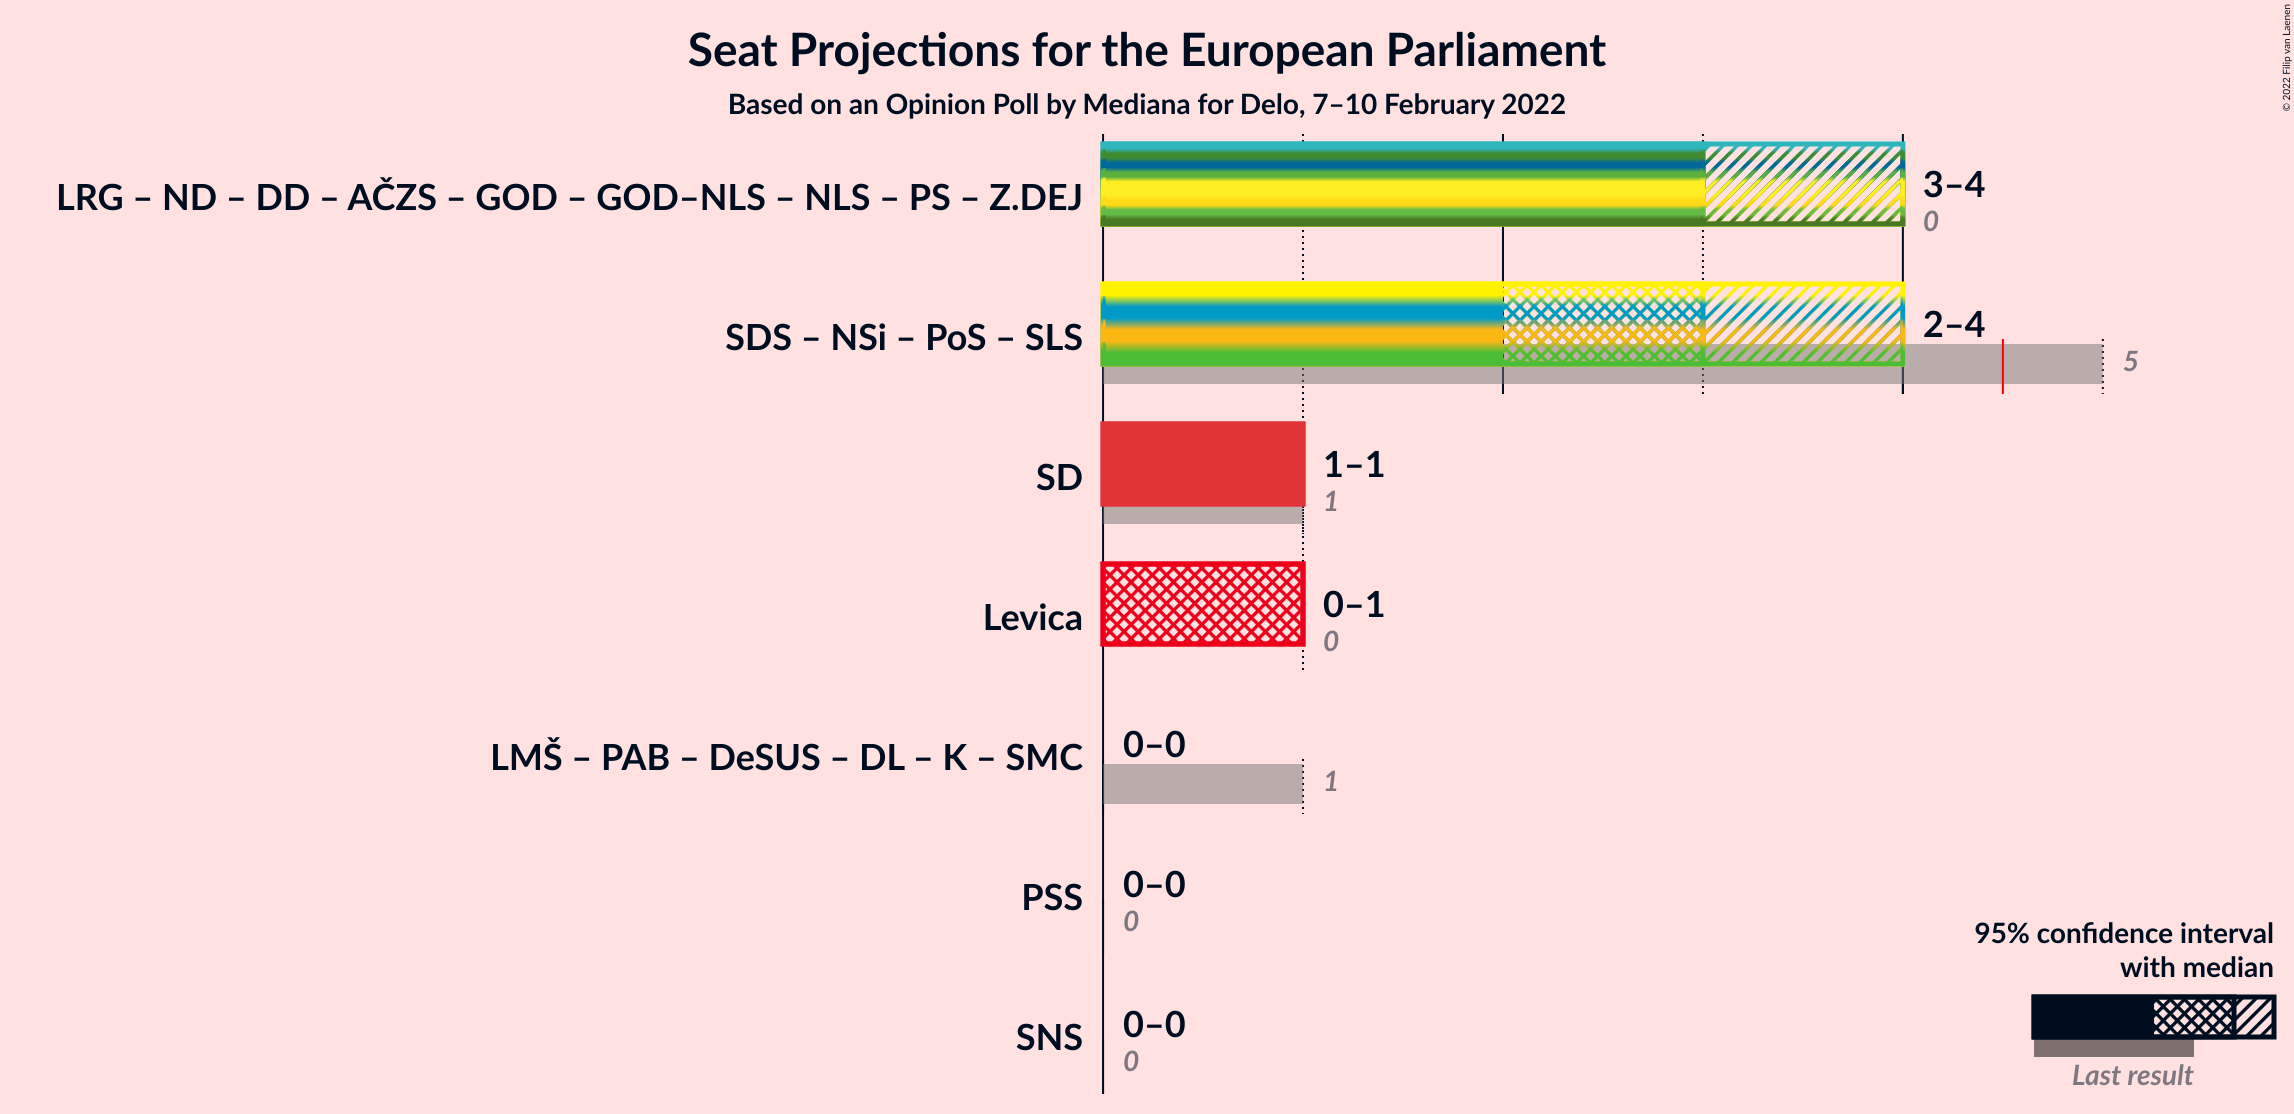 Seat Projections for the European Parliament
Based on an Opinion Poll by Mediana for Delo, 7–10 February 2022
© 2022 Filip van Laenen
LRG – ND – DD – AČZS – GOD – GOD–NLS – NLS – PS – Z.DEJ
3–4
0
SDS – NSi – PoS – SLS
2–4
5
SD
1–1
1
Levica
0–1
0
LMŠ – PAB – DeSUS – DL – K – SMC
0–0
1
PSS
0–0
0
SNS
0–0
0
95% confidence interval
with median
Last result